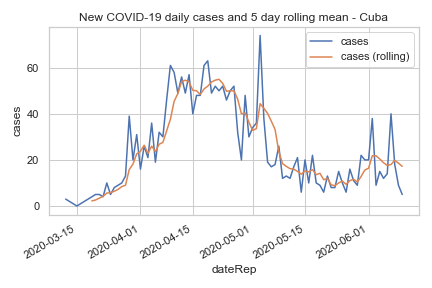 New COVID-19 daily cases and 5 day rolling mean - Cuba
cases
cases (rolling)
60
40
20
0
cases
2020-03-15
2020-04-01
2020-04-15
2020-05-01
2020-05-15
2020-06-01
dateRep